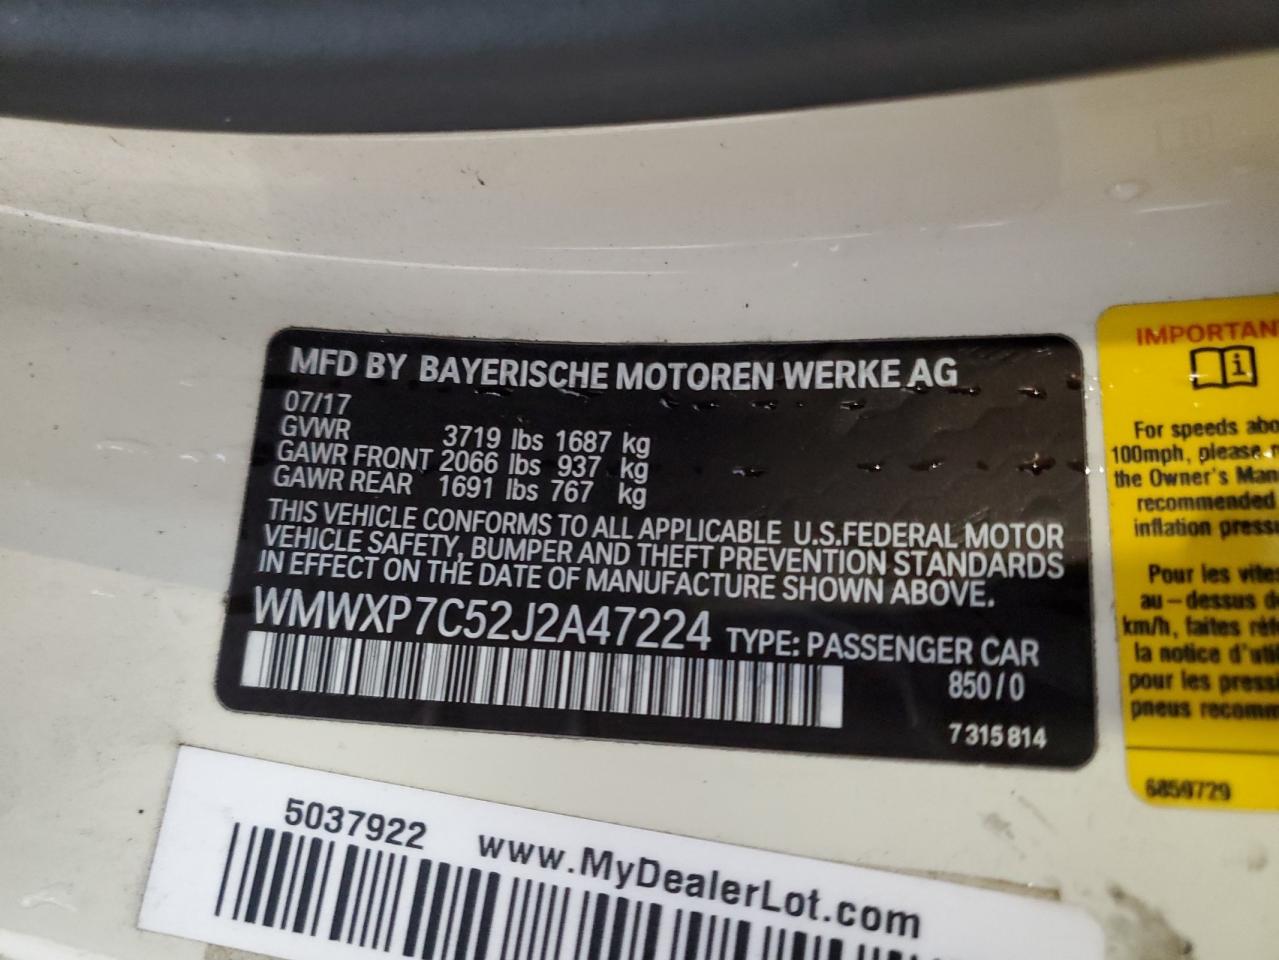 MFD BY BAYERISCHE MOTOREN WERKE AG
07/17
GVWR 3719 lbs 1687 kg
GAWR FRONT 2066 lbs 937 kg
GAWR REAR 1691 lbs 767 kg
THIS VEHICLE CONFORMS TO ALL APPLICABLE U.S.FEDERAL MOTOR
VEHICLE SAFETY, BUMPER AND THEFT PREVENTION STANDARDS
IN EFFECT ON THE DATE OF MANUFACTURE SHOWN ABOVE.
WMWXP7C52J2A47224 TYPE: PASSENGER CAR
850/0
7315814
IMPORTAN
i
For speeds abo
100mph, please
the Owner's Man
recommended
inflation press
Pour les vites
au-dessus d
km/h, faites réf
la notice d'uti
pour les press
pneus recomm
6859729
5037922 www.MyDealerLot.com